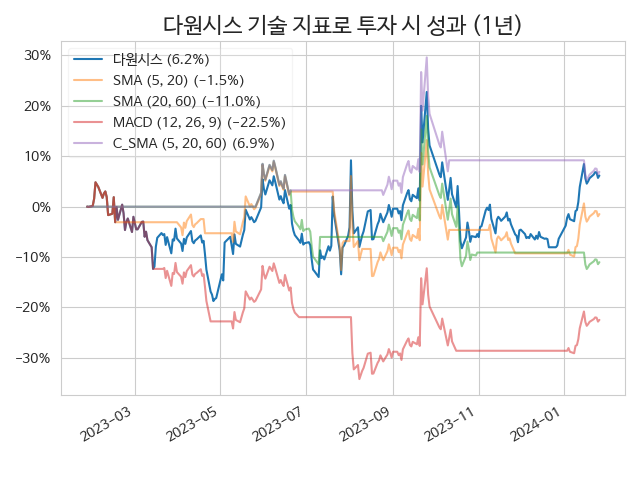 다원시스 기술 지표로 투자 시 성과 (1년)
30%
20%
10%
0%
−10%
−20%
−30%
다원시스 (6.2%)
SMA (5, 20) (−1.5%)
SMA (20, 60) (−11.0%)
MACD (12, 26, 9) (−22.5%)
C_SMA (5, 20, 60) (6.9%)
2023−03
2023−05
2023−07
2023−09
2023−11
2024−01